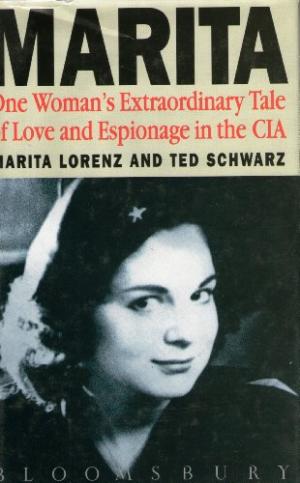 MARITA
One Woman's Extraordinary Tale
of Love and Espionage in the CIA
MARITA LORENZ AND TED SCHWARZ
BLOOMSBURY